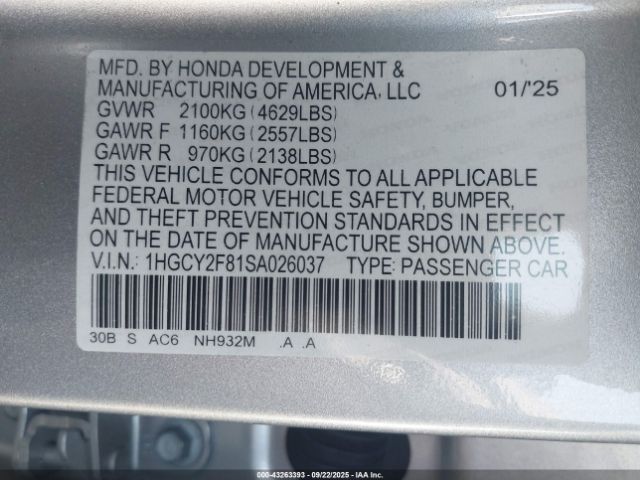 MFD. BY HONDA DEVELOPMENT &
MANUFACTURING OF AMERICA, LLC 01/'25
GVWR 2100KG (4629LBS)
GAWR F 1160KG (2557LBS)
GAWR R 970KG (2138LBS)
THIS VEHICLE CONFORMS TO ALL APPLICABLE
FEDERAL MOTOR VEHICLE SAFETY, BUMPER,
AND THEFT PREVENTION STANDARDS IN EFFECT
ON THE DATE OF MANUFACTURE SHOWN ABOVE.
V.I.N.: 1HGCY2F81SA026037 TYPE: PASSENGER CAR
30B S AC6 NH932M .A .A
000-43263393 - 09/22/2025 - IAA Inc.